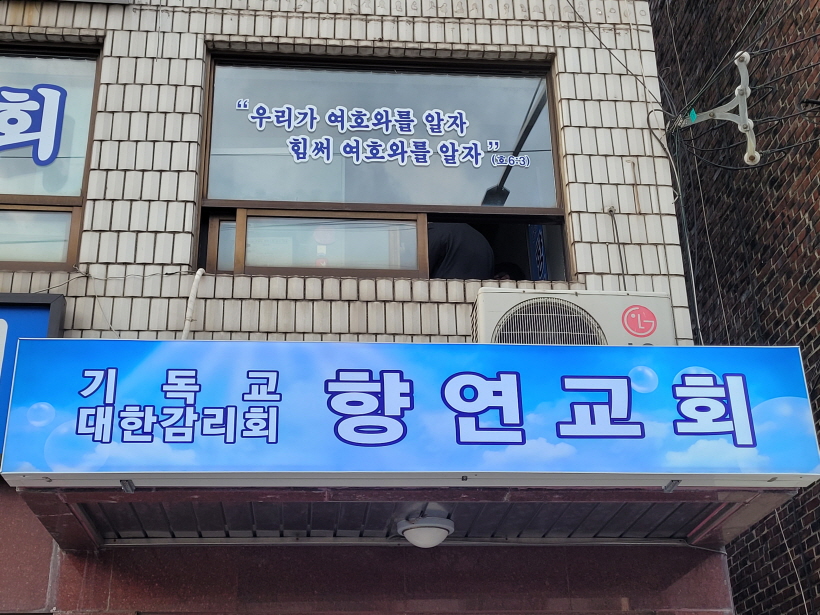 회
“우리가 여호와를 알자
힘써 여호와를 알자” (호6:3)
LG
기독교
대한감리회
향연교회